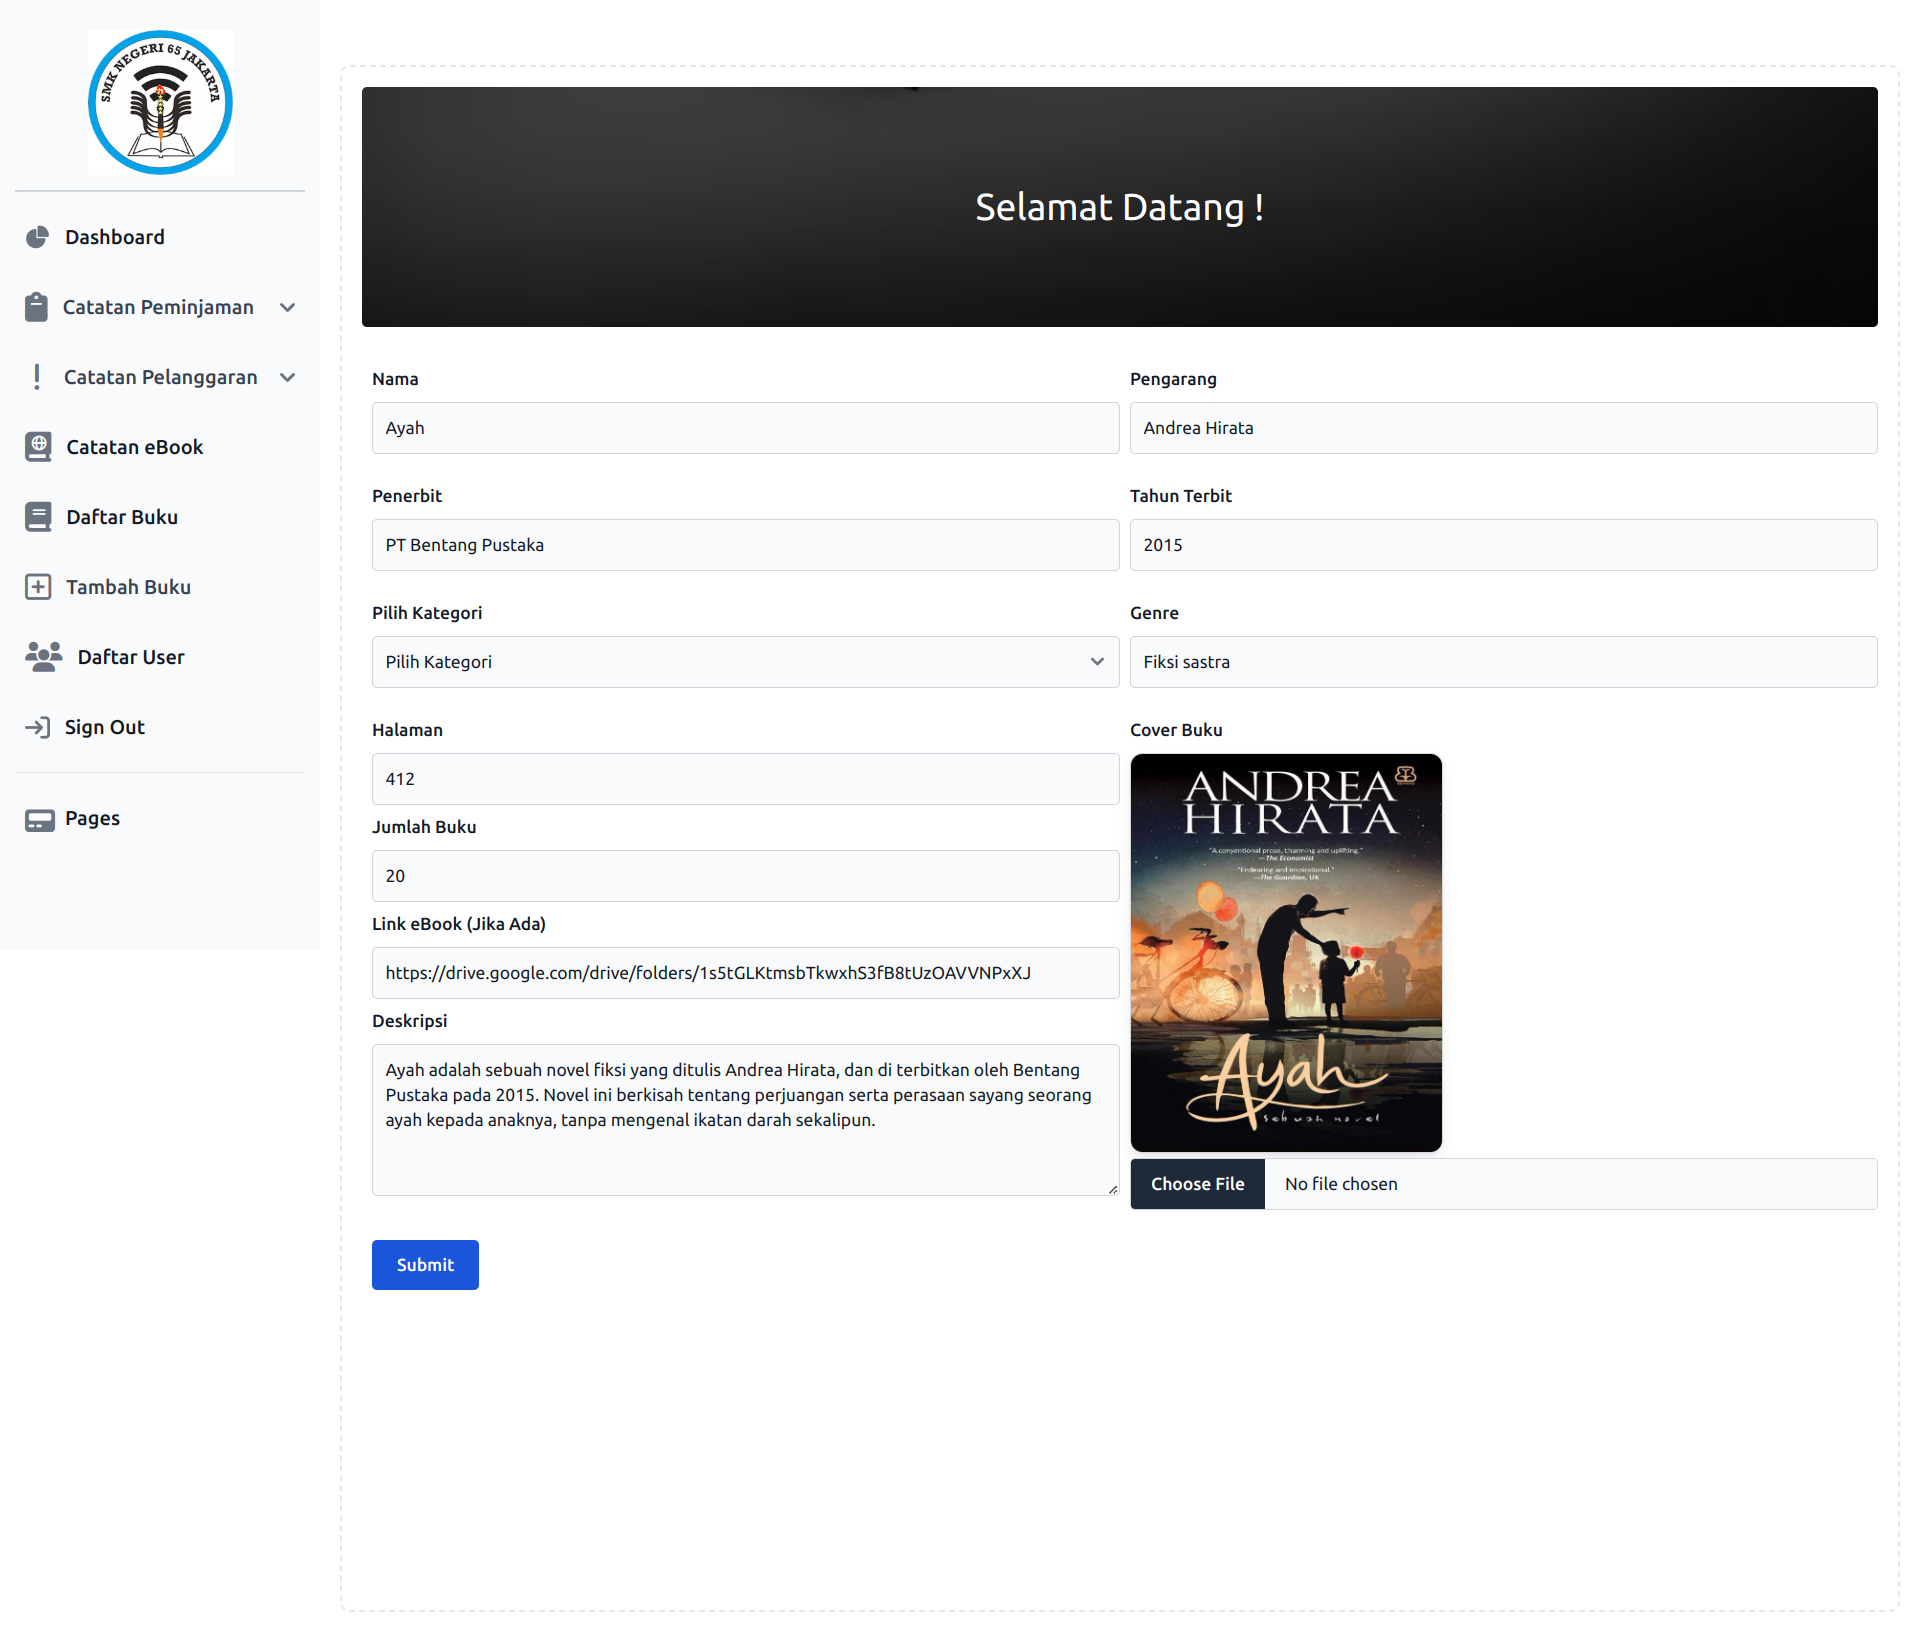 SMK NEGERI 65 JAKARTA
Dashboard
Catatan Peminjaman
Catatan Pelanggaran
Catatan eBook
Daftar Buku
Tambah Buku
Daftar User
Sign Out
Pages
Selamat Datang !
Nama
Ayah
Pengarang
Andrea Hirata
Penerbit
PT Bentang Pustaka
Tahun Terbit
2015
Pilih Kategori
Pilih Kategori
Genre
Fiksi sastra
Halaman
412
Jumlah Buku
20
Link eBook (Jika Ada)
https://drive.google.com/drive/folders/1s5tGLKtmsbTkwxhS3fB8tUzOAVVNPxXJ
Deskripsi
Ayah adalah sebuah novel fiksi yang ditulis Andrea Hirata, dan di terbitkan oleh Bentang
Pustaka pada 2015. Novel ini berkisah tentang perjuangan serta perasaan sayang seorang
ayah kepada anaknya, tanpa mengenal ikatan darah sekalipun.
Cover Buku
ANDREA
HIRATA
"A conventional prose, charming and uplifting."
—The Economist
"Endearing and inspirational."
—The Guardian, UK
Ayah
sebuah novel
Choose File
No file chosen
Submit